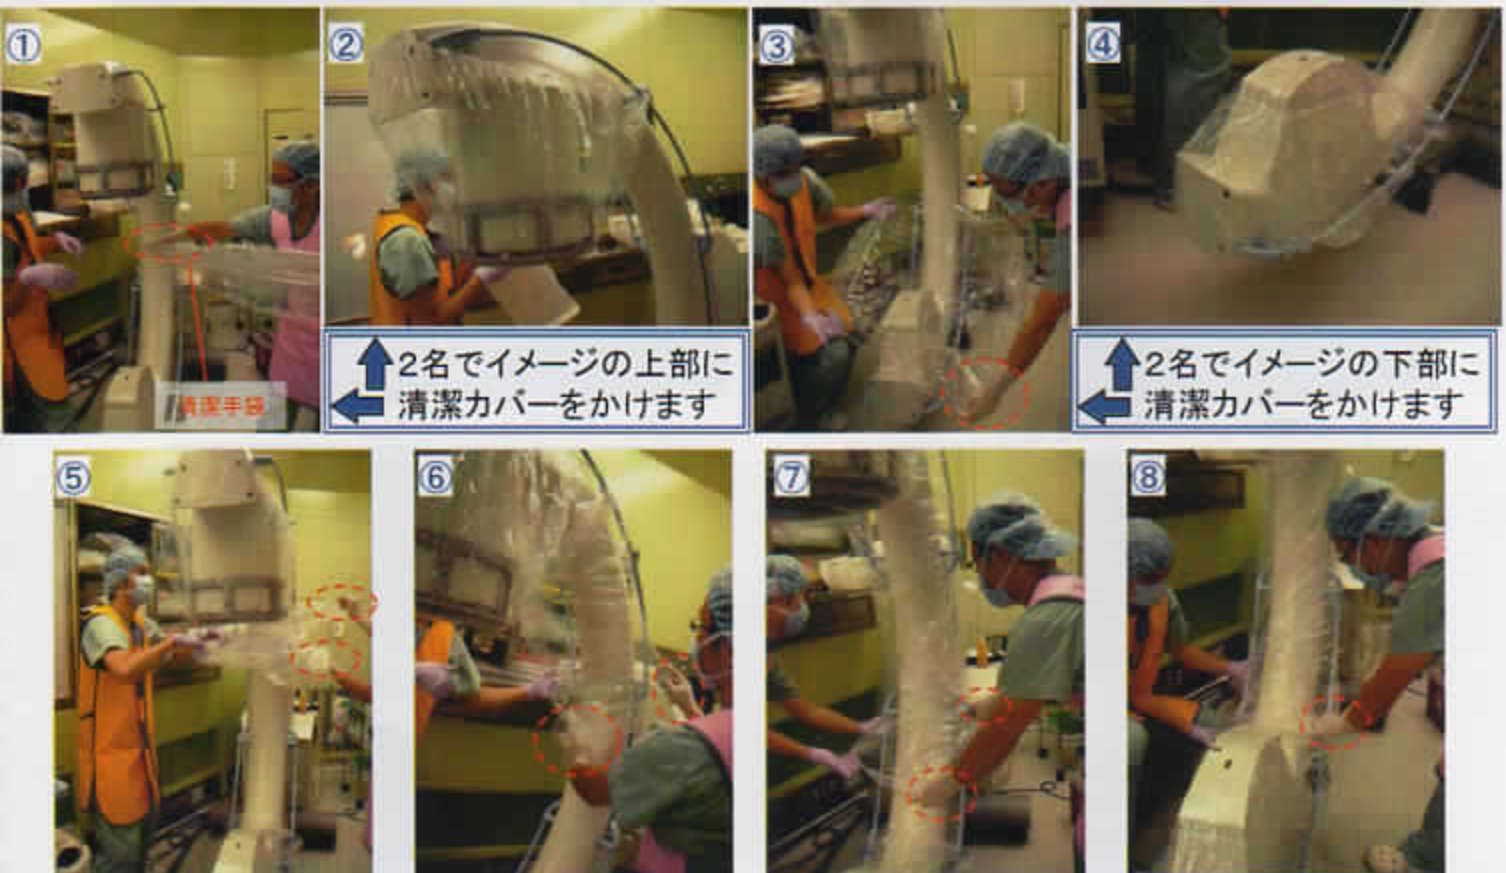 ①
②
③
④
清潔手袋
2名でイメージの上部に
清潔カバーをかけます
2名でイメージの下部に
清潔カバーをかけます
⑤
⑥
⑦
⑧